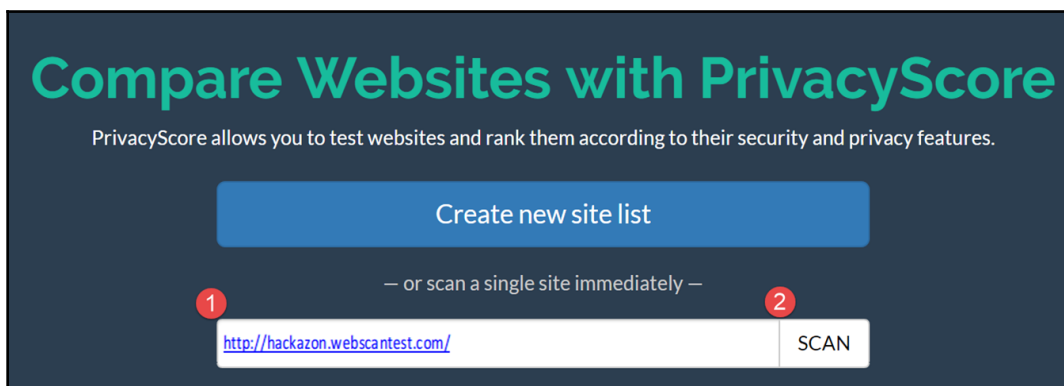 Compare Websites with PrivacyScore
PrivacyScore allows you to test websites and rank them according to their security and privacy features.
Create new site list
— or scan a single site immediately —
1
2
http://hackazon.webscantest.com/
SCAN